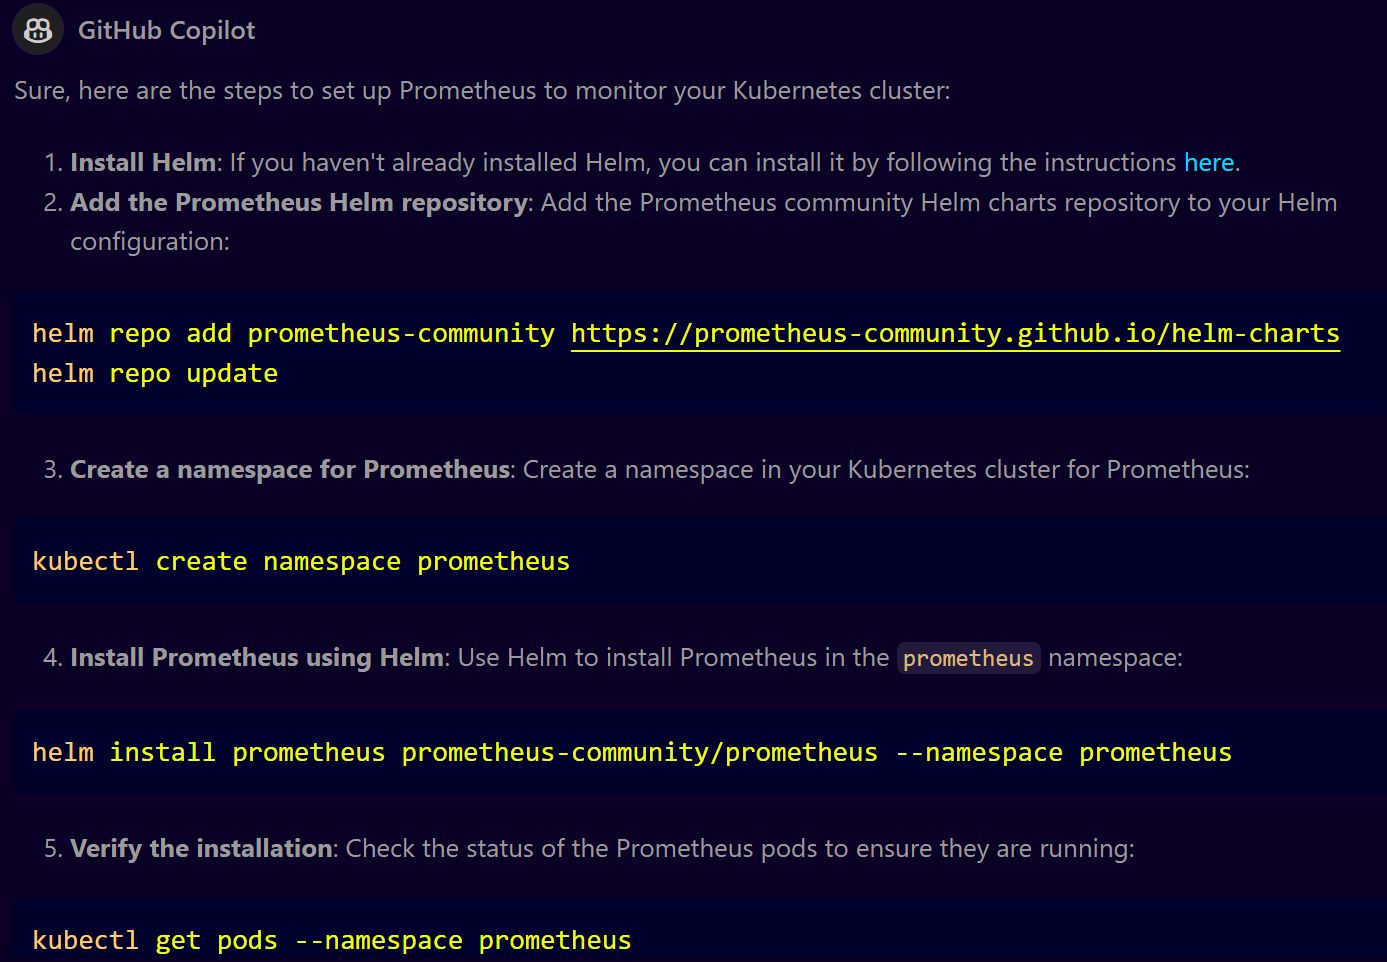 GitHub Copilot
Sure, here are the steps to set up Prometheus to monitor your Kubernetes cluster:
1. Install Helm: If you haven't already installed Helm, you can install it by following the instructions here.
2. Add the Prometheus Helm repository: Add the Prometheus community Helm charts repository to your Helm
configuration:
helm repo add prometheus-community https://prometheus-community.github.io/helm-charts
helm repo update
3. Create a namespace for Prometheus: Create a namespace in your Kubernetes cluster for Prometheus:
kubectl create namespace prometheus
4. Install Prometheus using Helm: Use Helm to install Prometheus in the prometheus namespace:
helm install prometheus prometheus-community/prometheus --namespace prometheus
5. Verify the installation: Check the status of the Prometheus pods to ensure they are running:
kubectl get pods --namespace prometheus